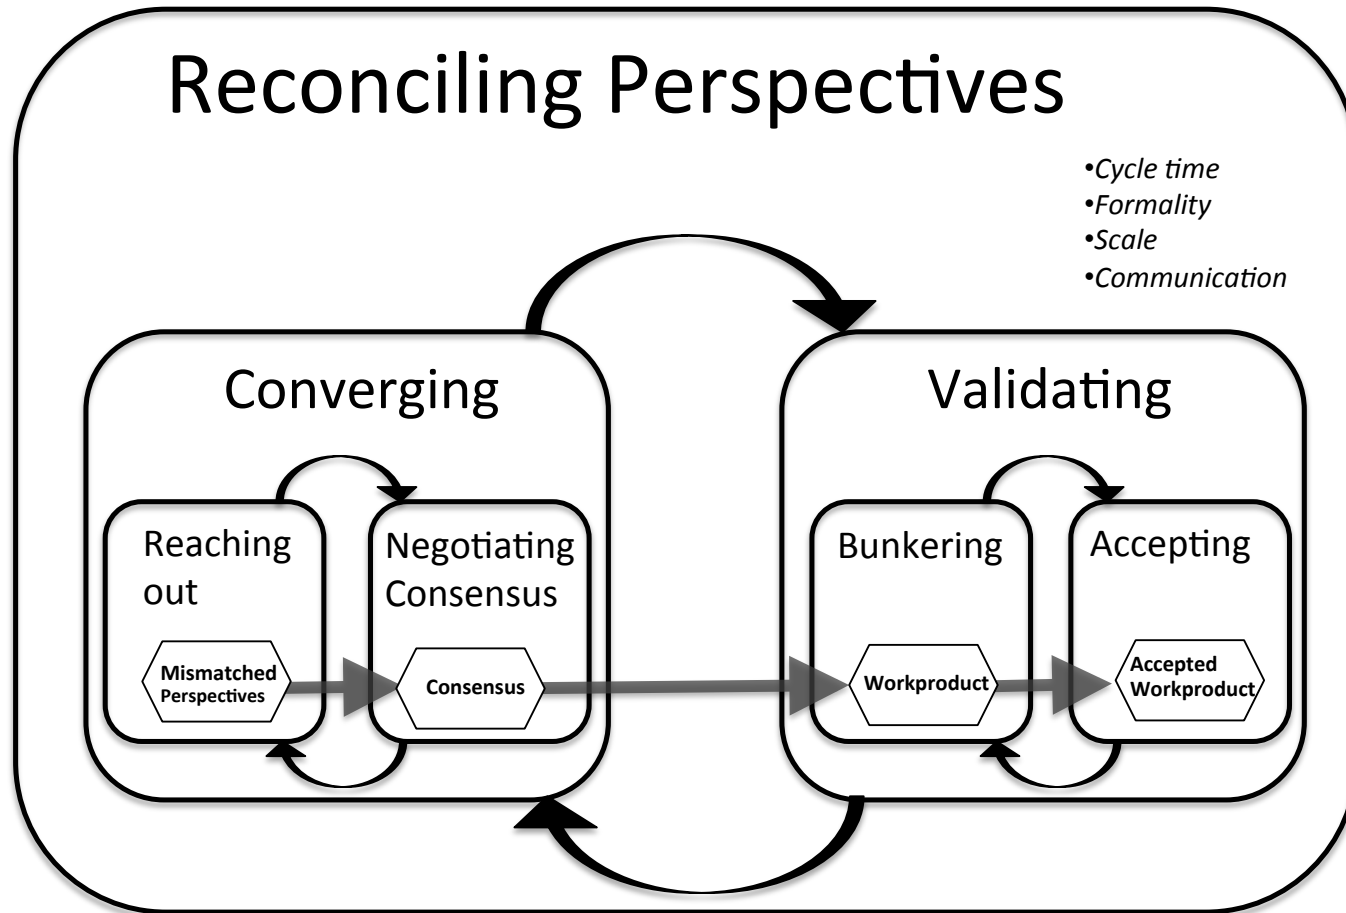 Reconciling Perspectives
•Cycle time
•Formality
•Scale
•Communication
Converging
Validating
Reaching
out
Negotiating
Consensus
Bunkering
Accepting
Mismatched
Perspectives
Consensus
Workproduct
Accepted
Workproduct